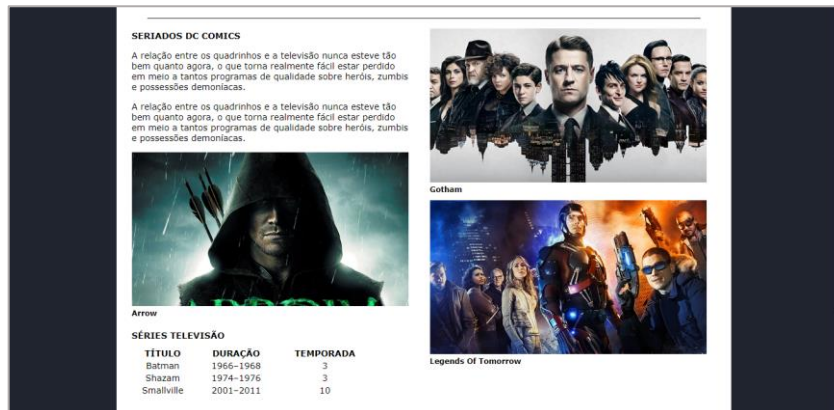 SERIADOS DC COMICS
A relação entre os quadrinhos e a televisão nunca esteve tão
bem quanto agora, o que torna realmente fácil estar perdido
em meio a tantos programas de qualidade sobre heróis, zumbis
e possessões demoníacas.
A relação entre os quadrinhos e a televisão nunca esteve tão
bem quanto agora, o que torna realmente fácil estar perdido
em meio a tantos programas de qualidade sobre heróis, zumbis
e possessões demoníacas.
ARROW
Arrow
SÉRIES TELEVISÃO
TÍTULO DURAÇÃO TEMPORADA
Batman 1966–1968 3
Shazam 1974–1976 3
Smallville 2001–2011 10
Gotham
Legends Of Tomorrow